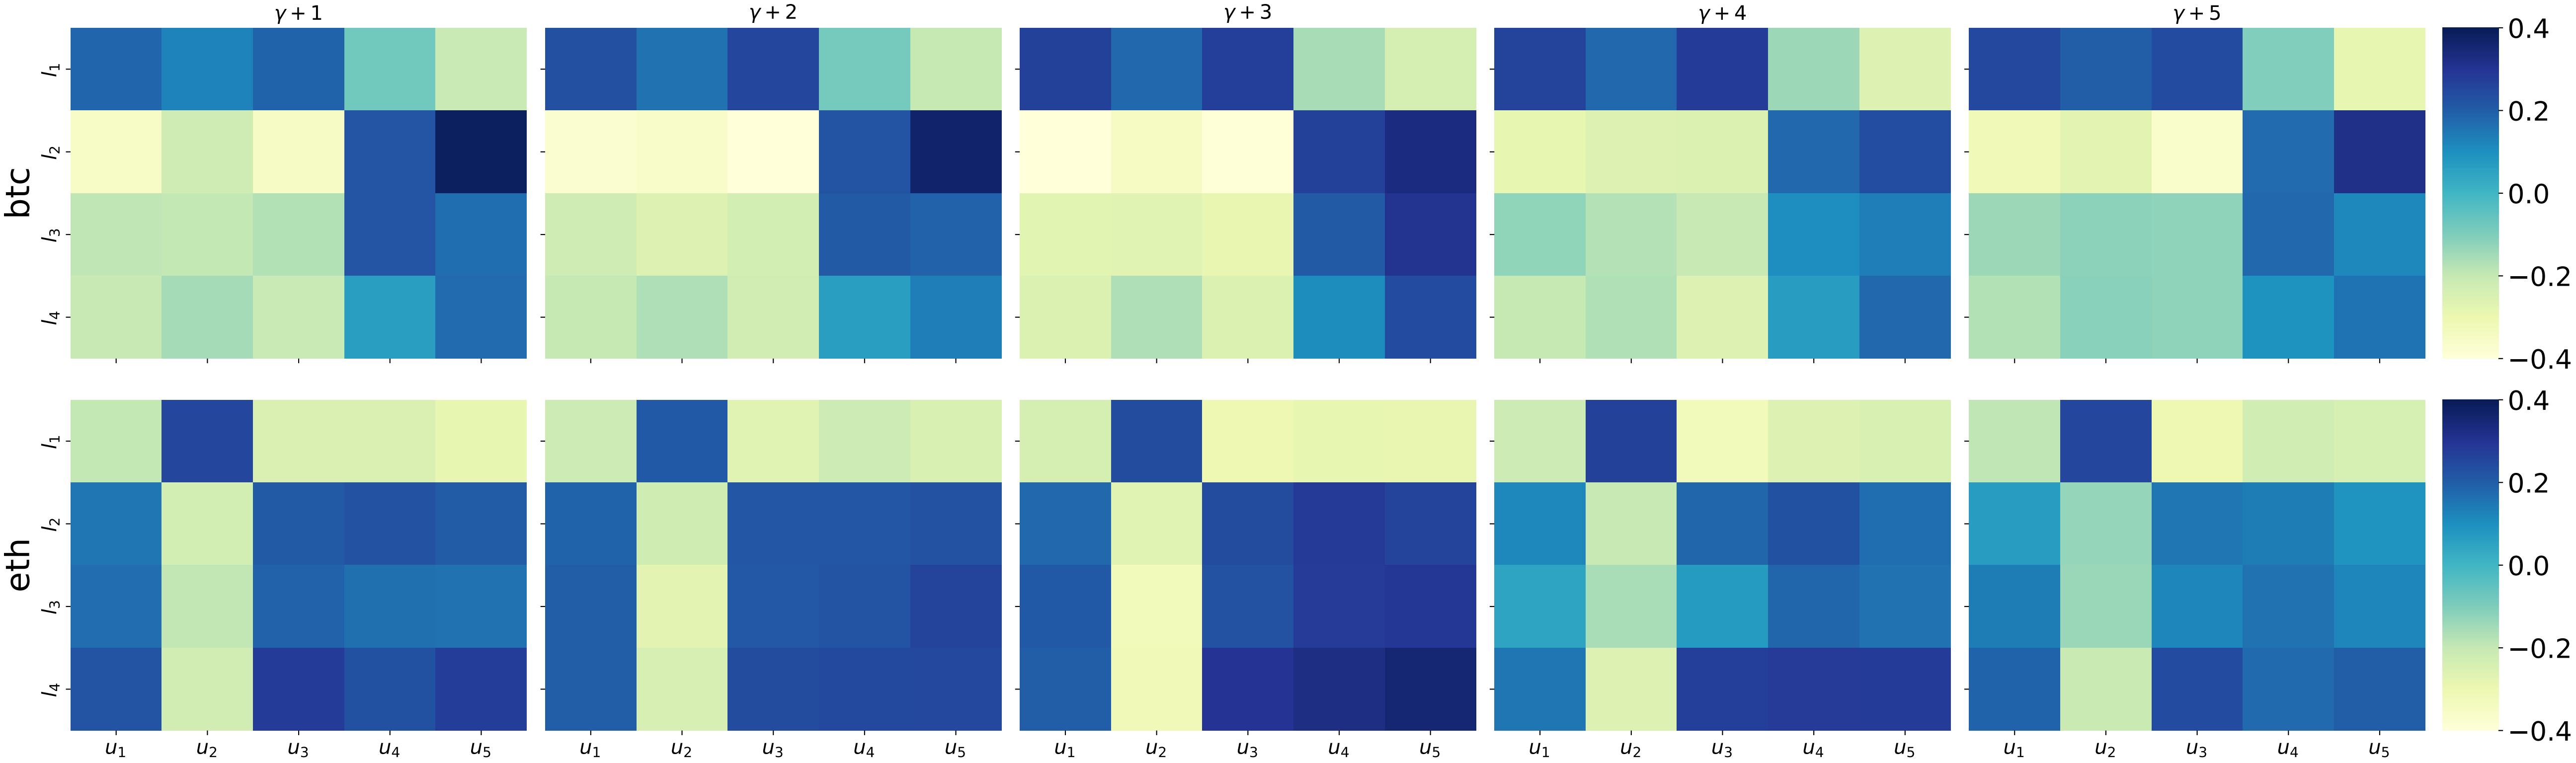 γ + 1 γ + 2 γ + 3 γ + 4 γ + 5
btc
l₁
l₂
l₃
l₄
0.4
0.2
0.0
−0.2
−0.4
eth
l₁
l₂
l₃
l₄
0.4
0.2
0.0
−0.2
−0.4
u₁ u₂ u₃ u₄ u₅ u₁ u₂ u₃ u₄ u₅ u₁ u₂ u₃ u₄ u₅ u₁ u₂ u₃ u₄ u₅ u₁ u₂ u₃ u₄ u₅